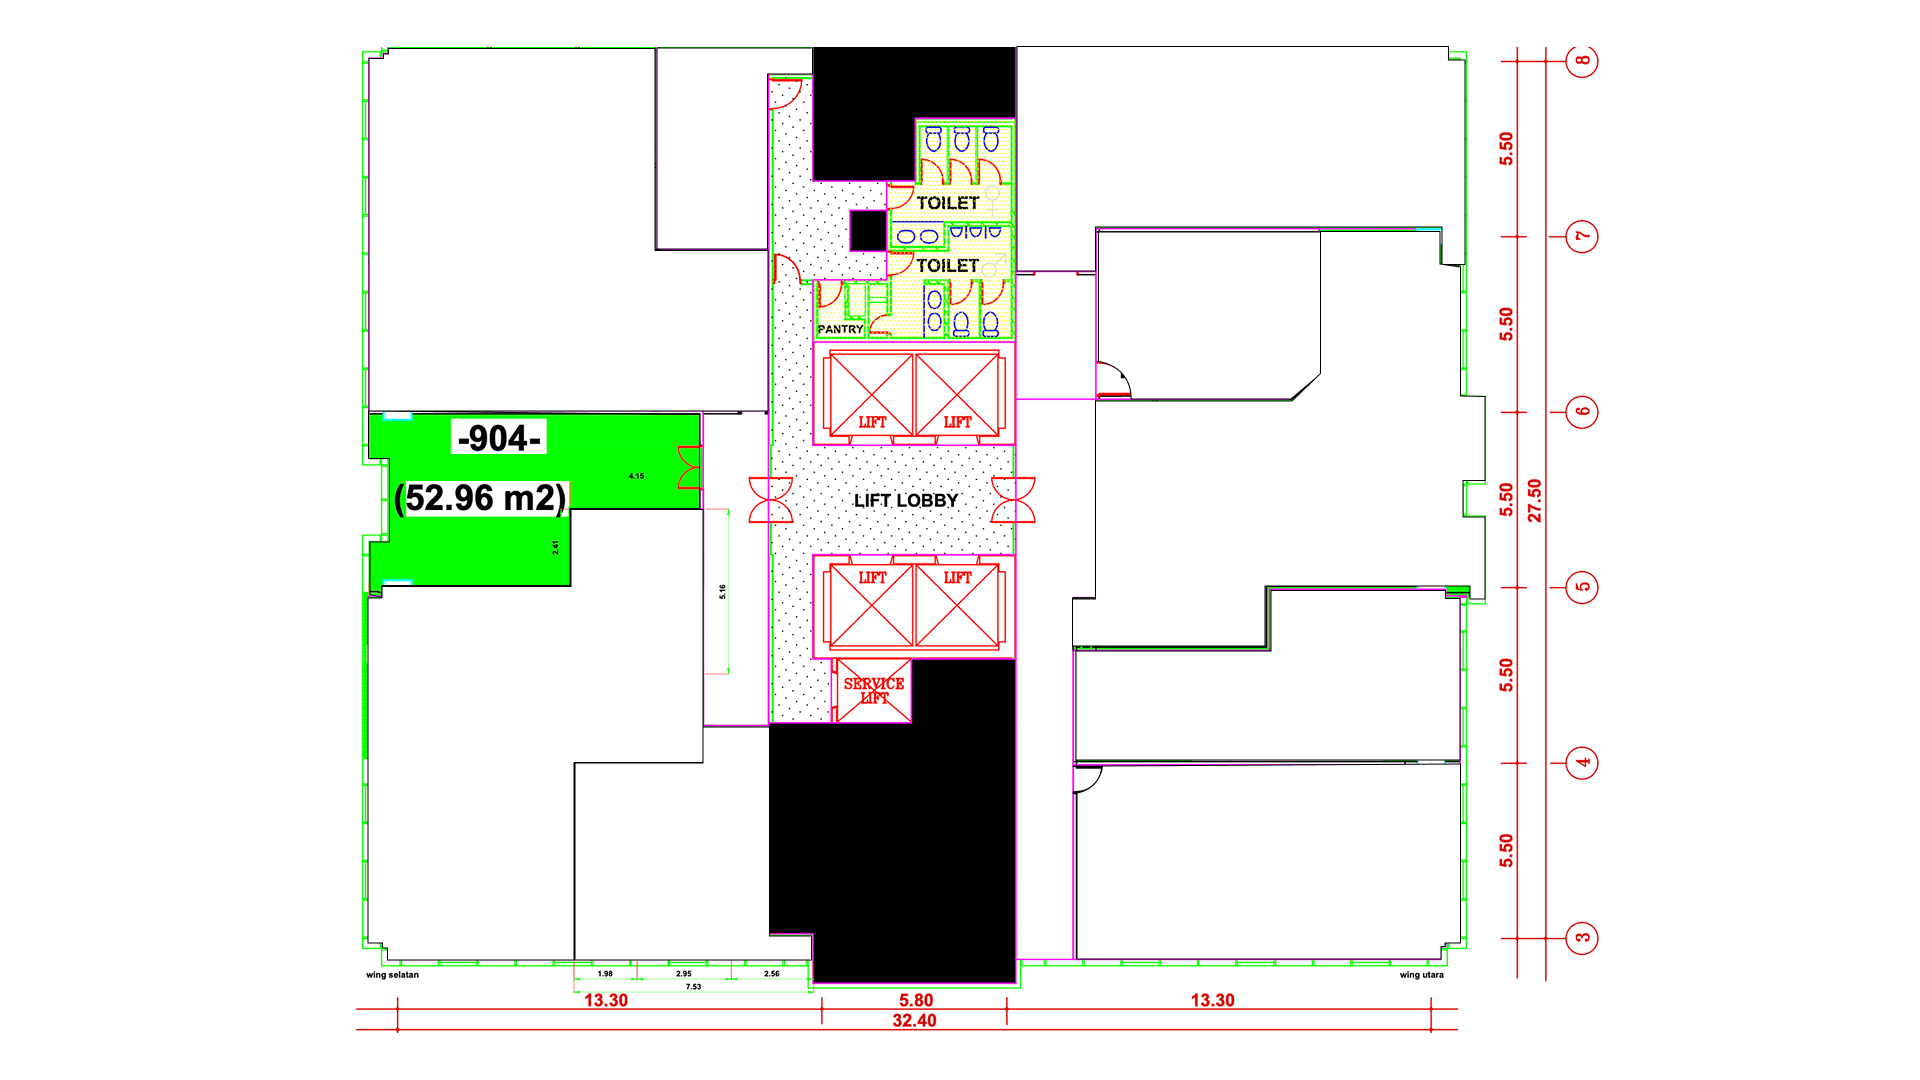 8
5.50
TOILET
7
TOILET
5.50
PANTRY
6
LIFT
LIFT
-904-
4.15
(52.96 m2)
LIFT LOBBY
5.50
27.50
2.41
5.16
LIFT
LIFT
5
SERVICE
LIFT
5.50
4
5.50
3
wing selatan
1.98
2.95
2.56
wing utara
7.53
13.30
5.80
13.30
32.40